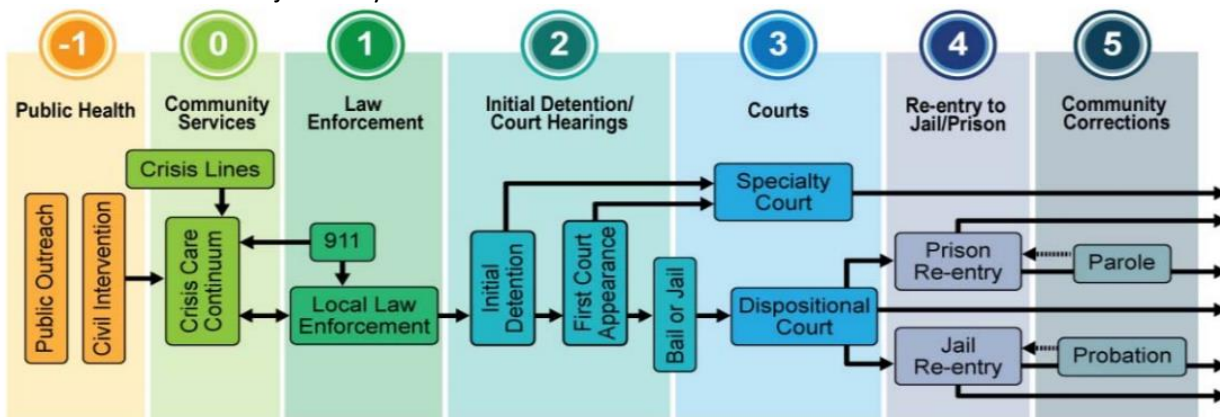 -1
0
1
2
3
4
5
Public Health
Community
Services
Law
Enforcement
Initial Detention/
Court Hearings
Courts
Re-entry to
Jail/Prison
Community
Corrections
Public Outreach
Civil Intervention
Crisis Lines
Crisis Care
Continuum
911
Local Law
Enforcement
Initial
Detention
First Court
Appearance
Bail or Jail
Specialty
Court
Dispositional
Court
Prison
Re-entry
Jail
Re-entry
Parole
Probation